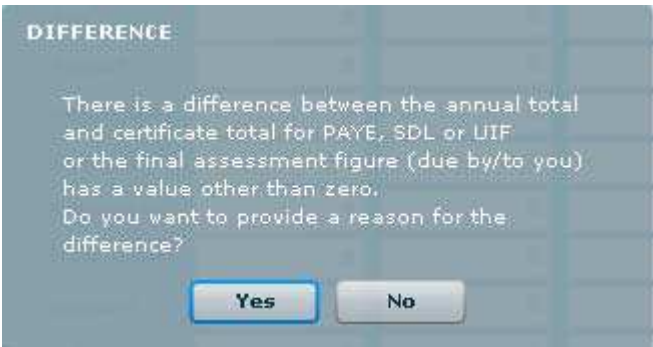 DIFFERENCE
There is a difference between the annual total
and certificate total for PAYE, SDL or UIF
or the final assessment figure (due by/to you)
has a value other than zero.
Do you want to provide a reason for the
difference?
Yes No